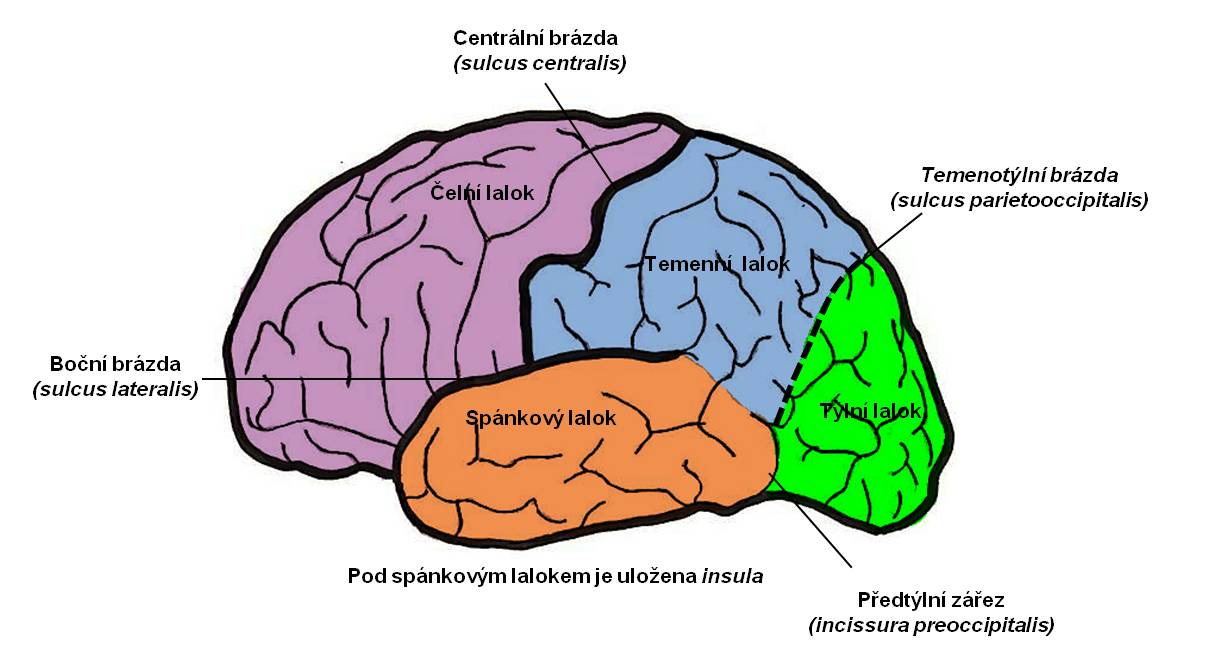 Centrální brázda
(sulcus centralis)
Temenotýlní brázda
(sulcus parietooccipitalis)
Čelní lalok
Temenní lalok
Boční brázda
(sulcus lateralis)
Spánkový lalok
Týlní lalok
Pod spánkovým lalokem je uložena insula
Předtýlní zářez
(incissura preoccipitalis)